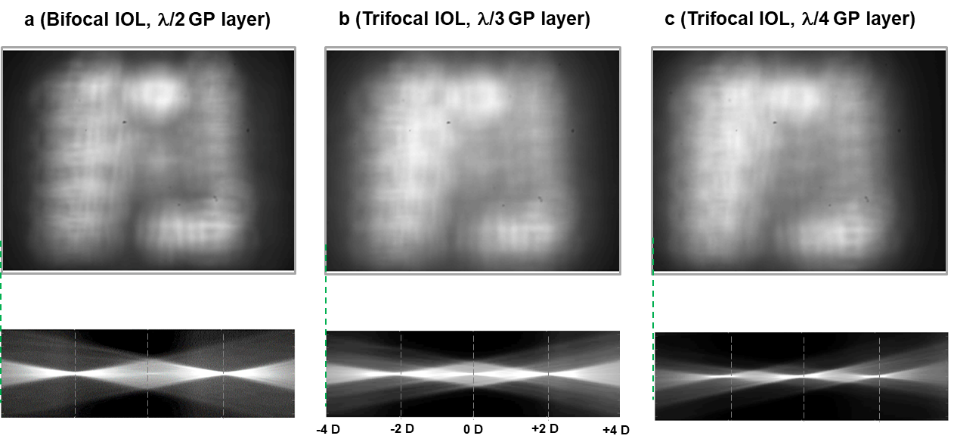 a (Bifocal IOL, λ/2 GP layer)
b (Trifocal IOL, λ/3 GP layer)
c (Trifocal IOL, λ/4 GP layer)
-4 D -2 D 0 D +2 D +4 D